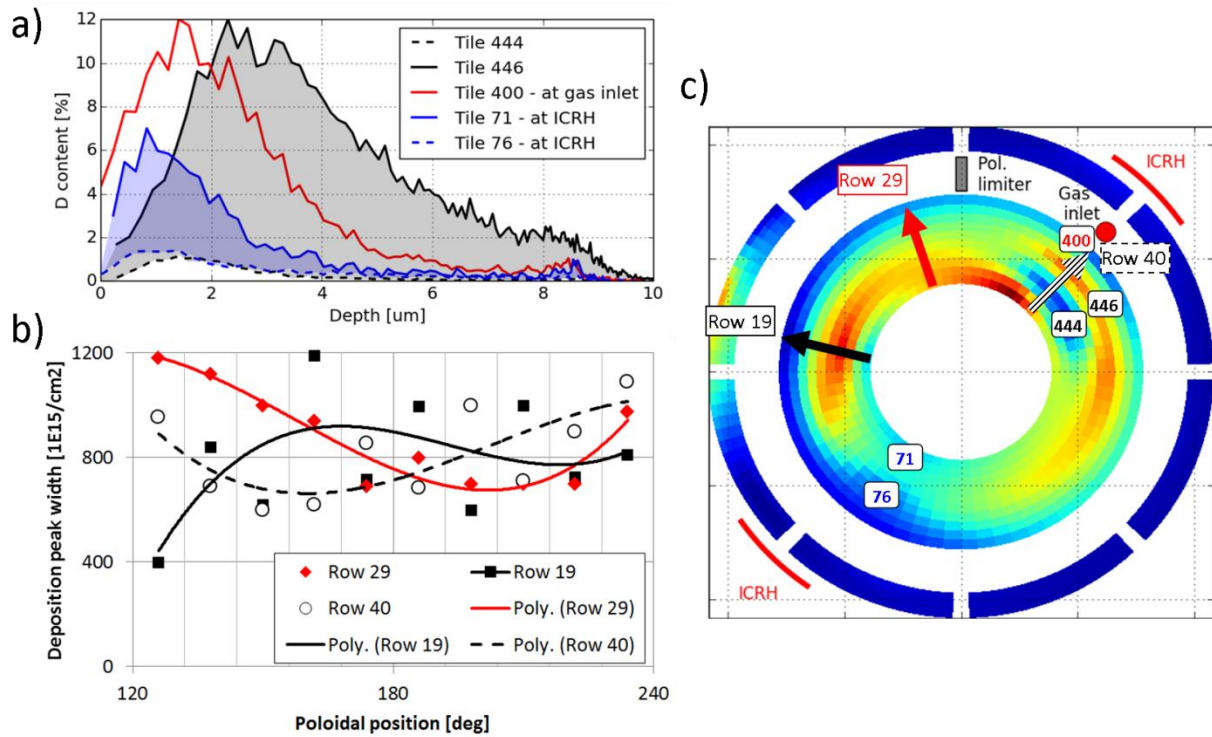 a)
12
10
8
6
4
2
0
D content [%]
Tile 444
Tile 446
Tile 400 - at gas inlet
Tile 71 - at ICRH
Tile 76 - at ICRH
0 2 4 6 8 10
Depth [um]
b)
1200
800
400
0
Deposition peak width [1E15/cm2]
Row 29
Row 19
Row 40
Poly. (Row 29)
Poly. (Row 19)
Poly. (Row 40)
120 180 240
Poloidal position [deg]
c)
ICRH
Row 29
Pol.
limiter
Gas
inlet
400
Row 40
446
444
Row 19
71
76
ICRH